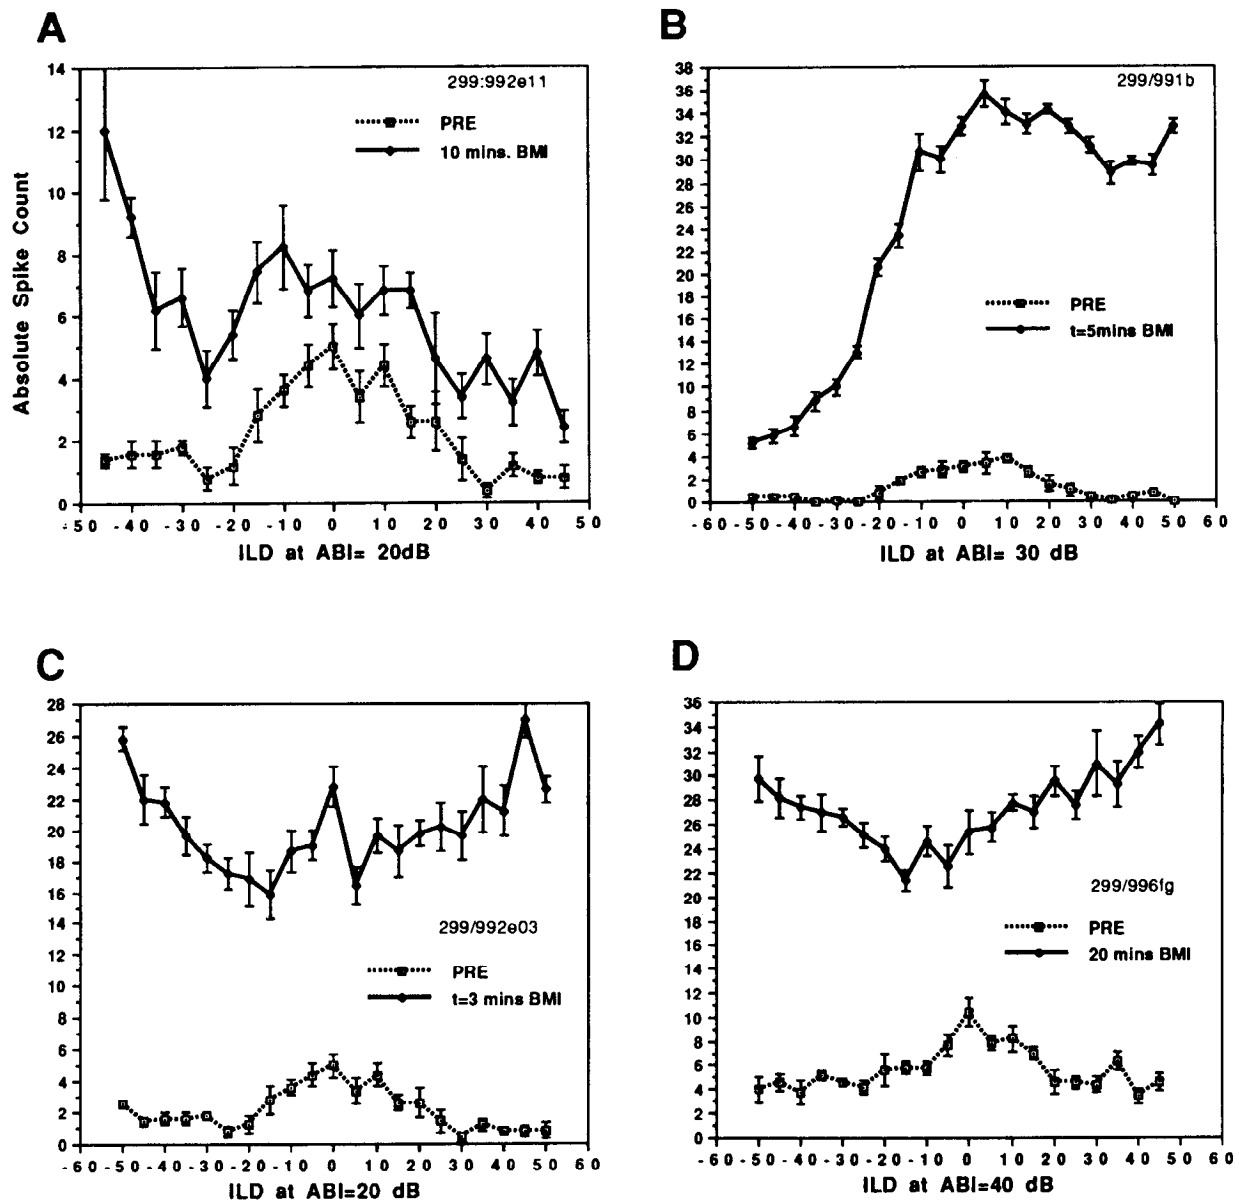 A
14
12
10
8
6
4
2
0
Absolute Spike Count
299:992e11
PRE
10 mins. BMI
-50 -40 -30 -20 -10 0 10 20 30 40 50
ILD at ABI= 20dB
B
38
36
34
32
30
28
26
24
22
20
18
16
14
12
10
8
6
4
2
0
299/991b
PRE
t=5mins BMI
-60 -50 -40 -30 -20 -10 0 10 20 30 40 50 60
ILD at ABI= 30 dB
C
28
26
24
22
20
18
16
14
12
10
8
6
4
2
0
299/992e03
PRE
t=3 mins BMI
-60 -50 -40 -30 -20 -10 0 10 20 30 40 50 60
ILD at ABI=20 dB
D
36
34
32
30
28
26
24
22
20
18
16
14
12
10
8
6
4
2
0
299/996fg
PRE
20 mins BMI
-60 -50 -40 -30 -20 -10 0 10 20 30 40 50 60
ILD at ABI=40 dB